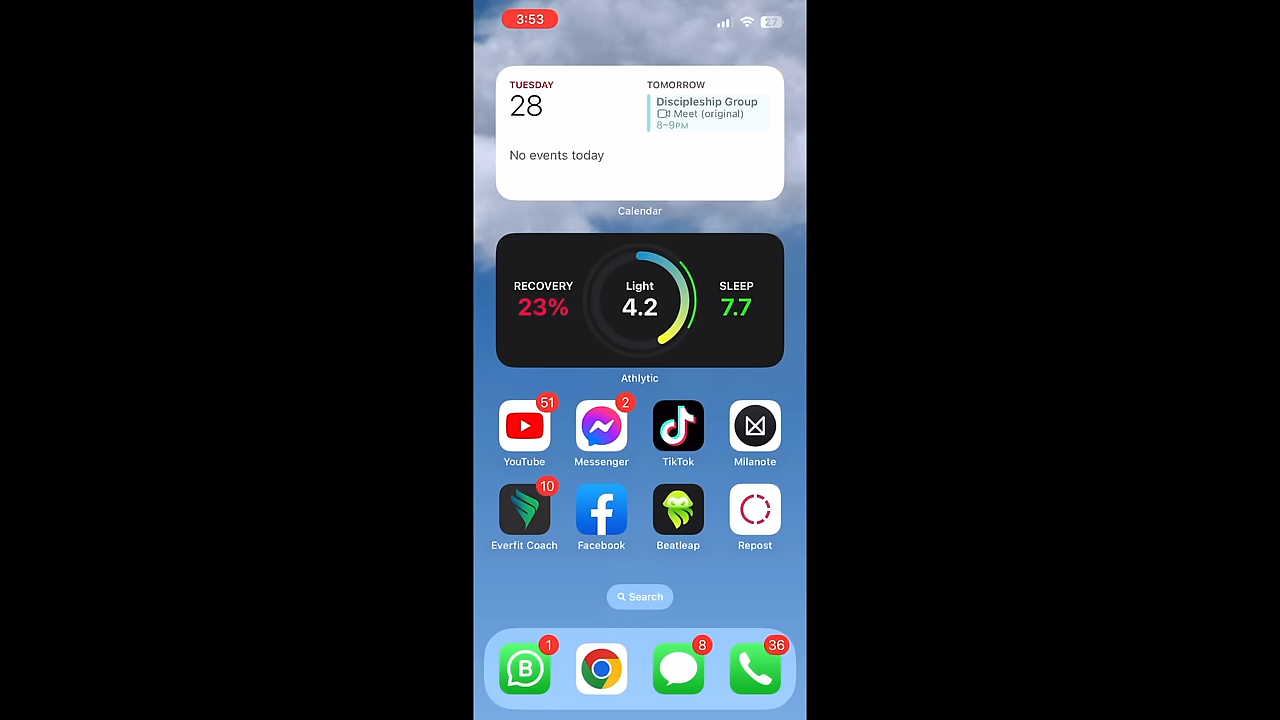 3:53
27
TUESDAY
28
No events today
TOMORROW
Discipleship Group
Meet (original)
8–9PM
Calendar
RECOVERY
23%
Light
4.2
SLEEP
7.7
Athlytic
51
2
YouTube
Messenger
TikTok
Milanote
10
Everfit Coach
Facebook
Beatleap
Repost
Search
1
8
36
B